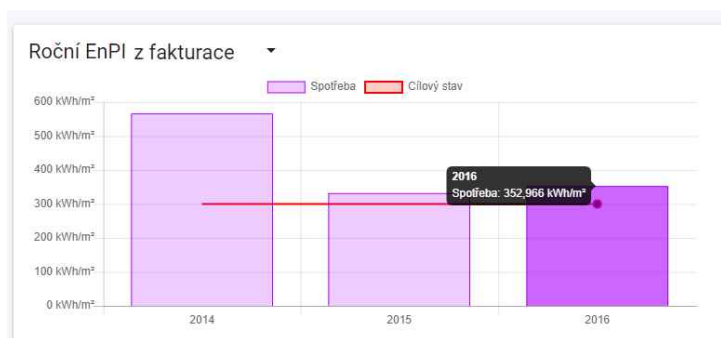 Roční EnPI z fakturace
Spotřeba Cílový stav
600 kWh/m²
500 kWh/m²
400 kWh/m²
300 kWh/m²
200 kWh/m²
100 kWh/m²
0 kWh/m²
2016
Spotřeba: 352,966 kWh/m²
2014 2015 2016